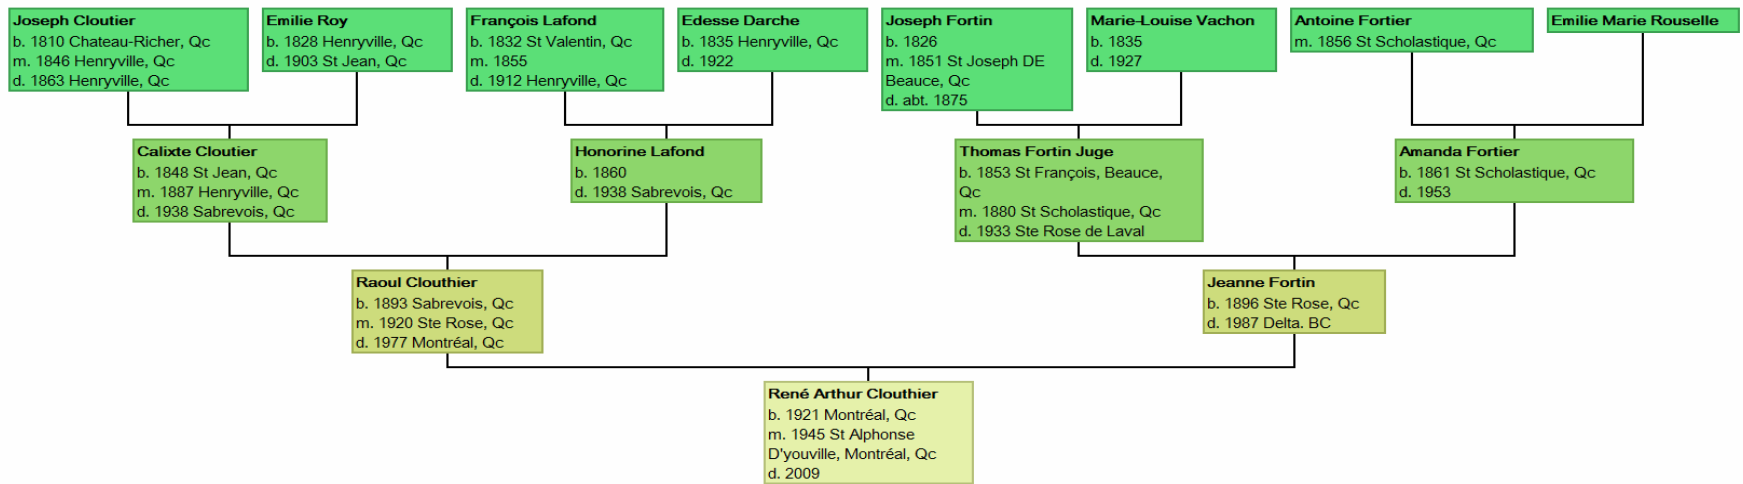 Joseph Cloutier
b. 1810 Chateau-Richer, Qc
m. 1846 Henryville, Qc
d. 1863 Henryville, Qc
Emilie Roy
b. 1828 Henryville, Qc
d. 1903 St Jean, Qc
François Lafond
b. 1832 St Valentin, Qc
m. 1855
d. 1912 Henryville, Qc
Edesse Darche
b. 1835 Henryville, Qc
d. 1922
Joseph Fortin
b. 1826
m. 1851 St Joseph DE
Beauce, Qc
d. abt. 1875
Marie-Louise Vachon
b. 1835
d. 1927
Antoine Fortier
m. 1856 St Scholastique, Qc
Emilie Marie Rouselle
Calixte Cloutier
b. 1848 St Jean, Qc
m. 1887 Henryville, Qc
d. 1938 Sabrevois, Qc
Honorine Lafond
b. 1860
d. 1938 Sabrevois, Qc
Thomas Fortin Juge
b. 1853 St François, Beauce,
Qc
m. 1880 St Scholastique, Qc
d. 1933 Ste Rose de Laval
Amanda Fortier
b. 1861 St Scholastique, Qc
d. 1953
Raoul Clouthier
b. 1893 Sabrevois, Qc
m. 1920 Ste Rose, Qc
d. 1977 Montréal, Qc
Jeanne Fortin
b. 1896 Ste Rose, Qc
d. 1987 Delta. BC
René Arthur Clouthier
b. 1921 Montréal, Qc
m. 1945 St Alphonse
D'youville, Montréal, Qc
d. 2009